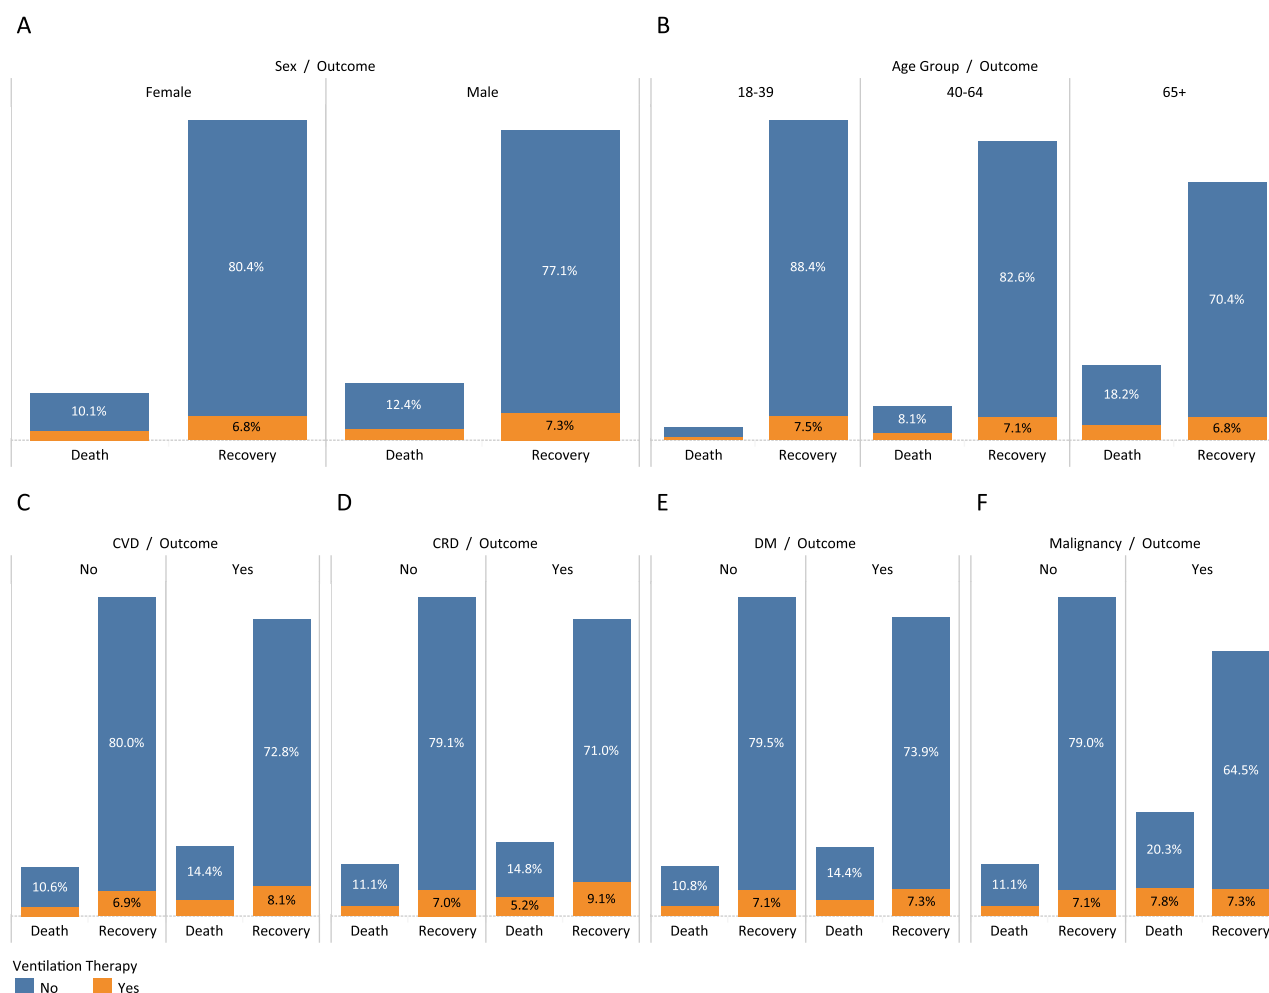 A
Sex / Outcome
Female Male
80.4%
77.1%
10.1%
12.4%
6.8%
7.3%
Death Recovery Death Recovery
B
Age Group / Outcome
18-39 40-64 65+
88.4%
82.6%
70.4%
18.2%
8.1%
7.5%
7.1%
6.8%
Death Recovery Death Recovery Death Recovery
C
CVD / Outcome
No Yes
80.0%
72.8%
14.4%
10.6%
6.9%
8.1%
Death Recovery Death Recovery
D
CRD / Outcome
No Yes
79.1%
71.0%
14.8%
11.1%
7.0%
5.2%
9.1%
Death Recovery Death Recovery
E
DM / Outcome
No Yes
79.5%
73.9%
14.4%
10.8%
7.1%
7.3%
Death Recovery Death Recovery
F
Malignancy / Outcome
No Yes
79.0%
64.5%
20.3%
11.1%
7.1%
7.8%
7.3%
Death Recovery Death Recovery
Ventilation Therapy
No Yes